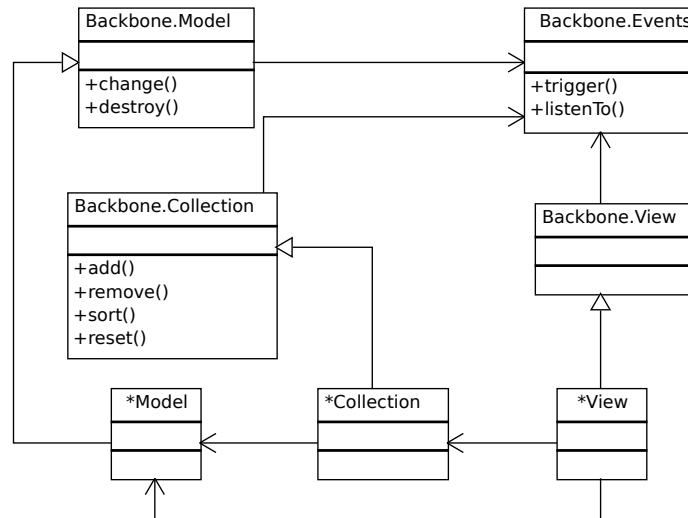 Backbone.Model
+change()
+destroy()
Backbone.Events
+trigger()
+listenTo()
Backbone.Collection
+add()
+remove()
+sort()
+reset()
Backbone.View
*Model
*Collection
*View